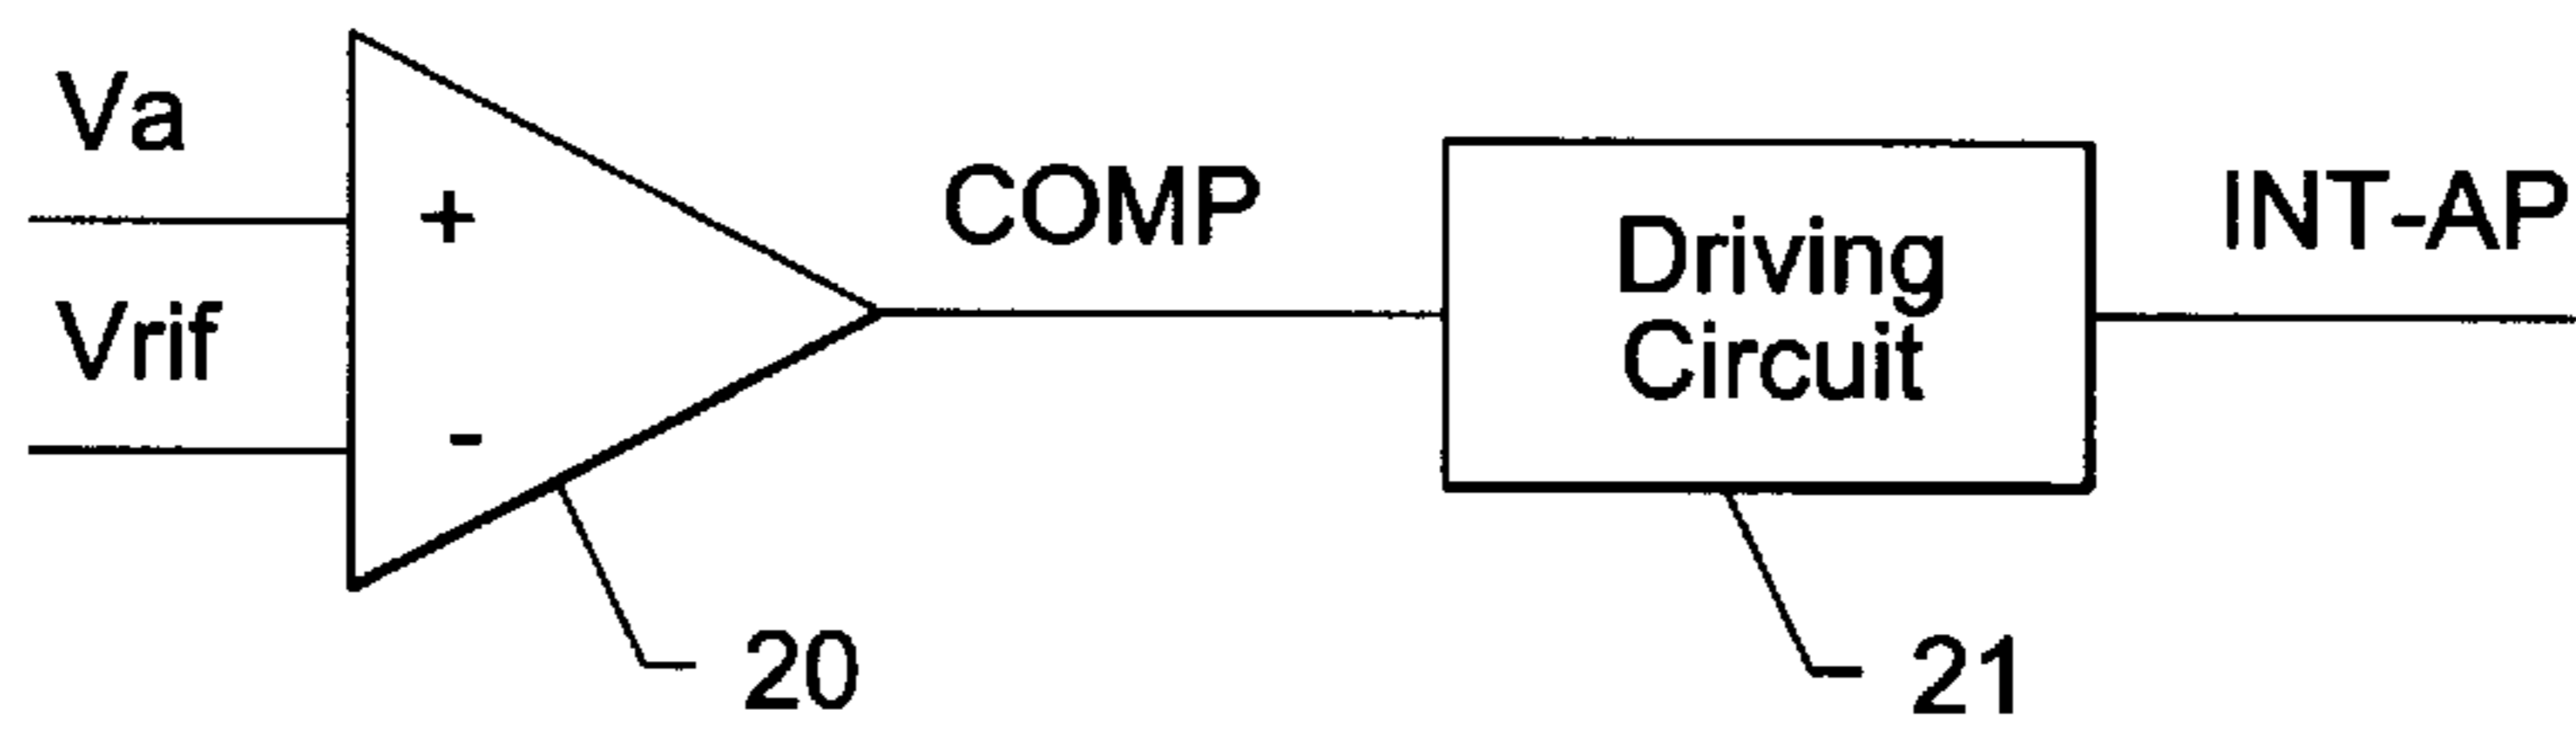 Va
Vrif
+
-
COMP
Driving
Circuit
INT-AP
20
21